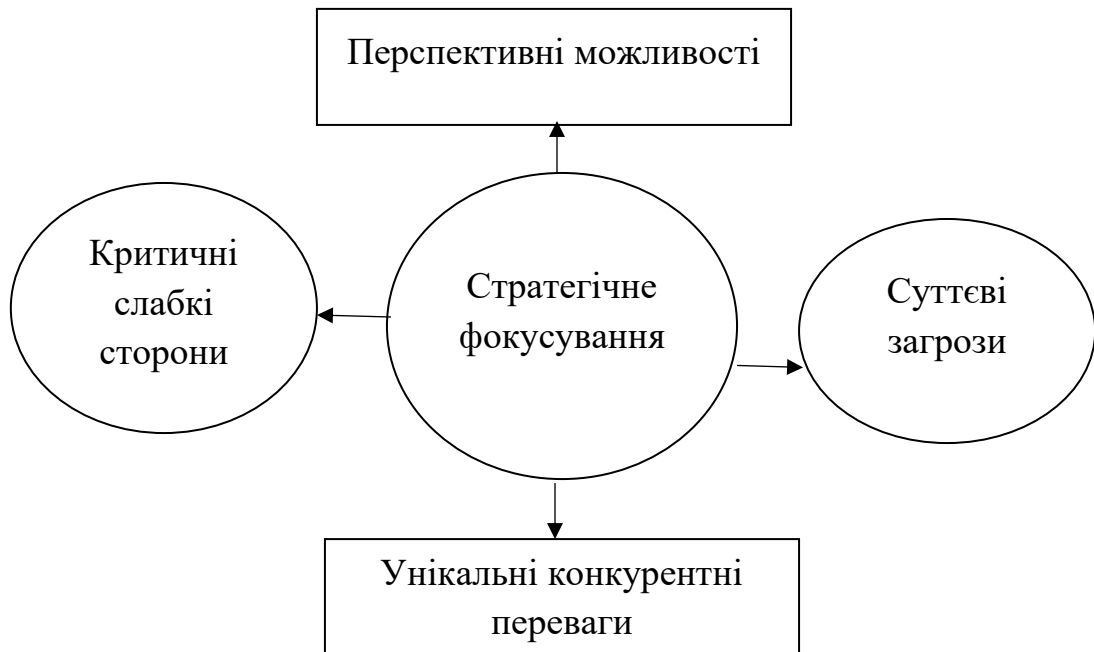 Перспективні можливості
Критичні
слабкі
сторони
Стратегічне
фокусування
Суттєві
загрози
Унікальні конкурентні
переваги